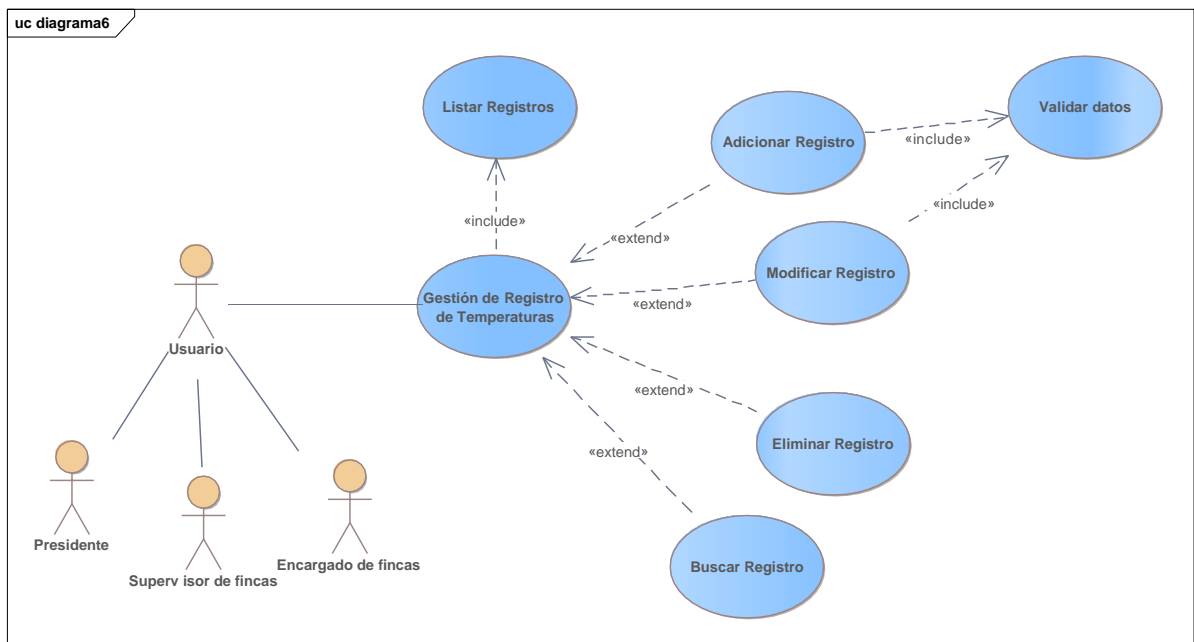 uc diagrama6
Listar Registros
Validar datos
Adicionar Registro
«include»
«include»
«include»
«extend»
Modificar Registro
Gestión de Registro
de Temperaturas
«extend»
Usuario
«extend»
Eliminar Registro
«extend»
Presidente
Superv isor de fincas
Encargado de fincas
Buscar Registro